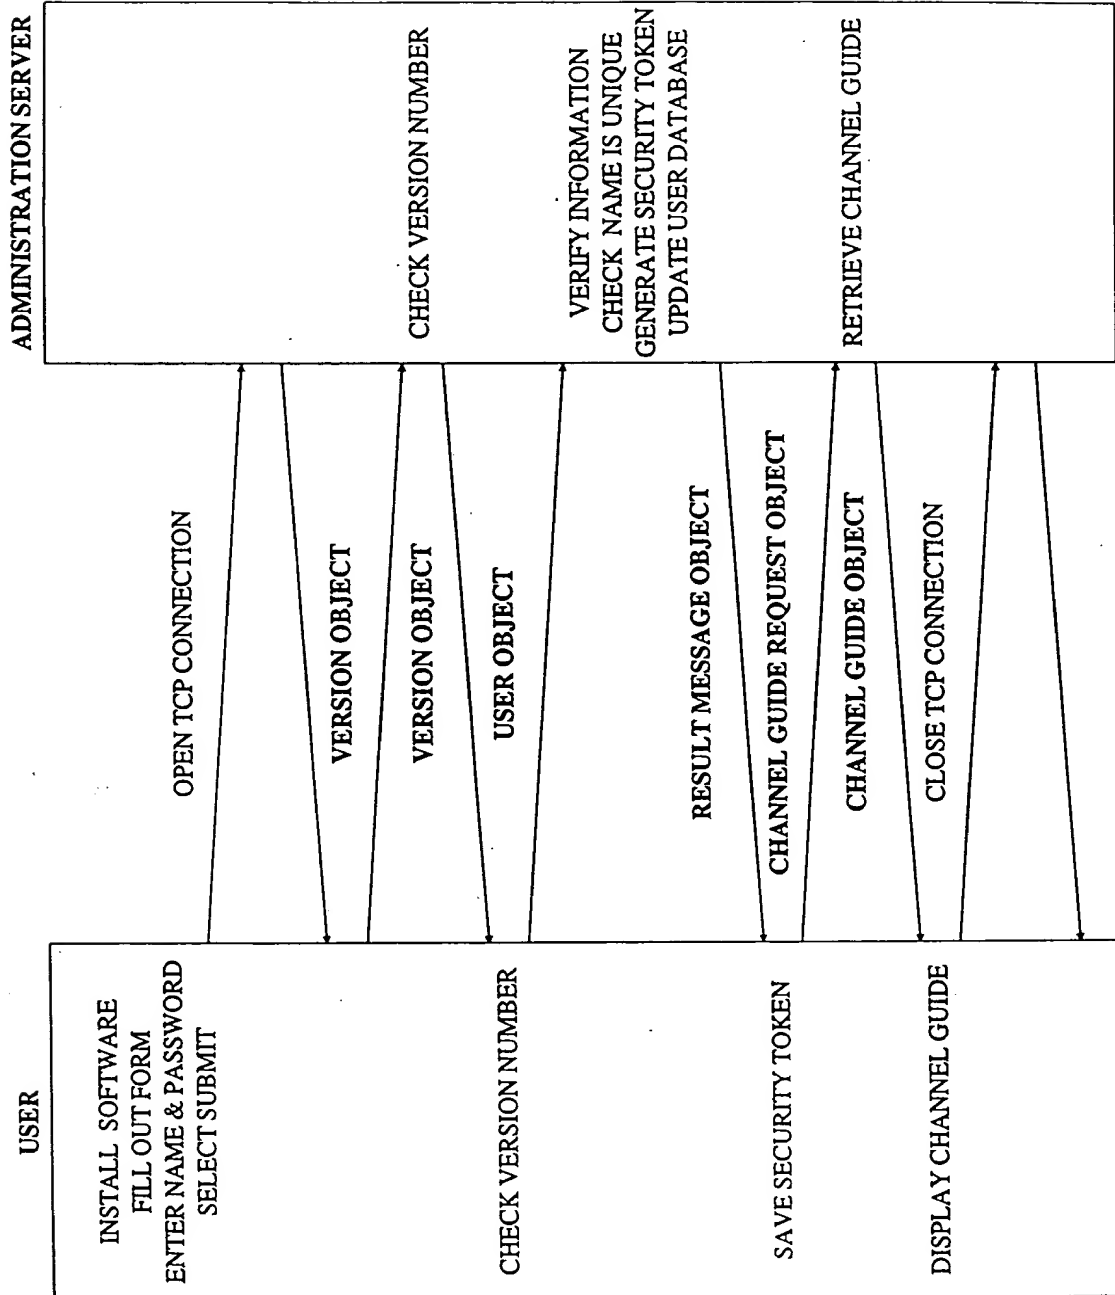 USER
ADMINISTRATION SERVER
INSTALL SOFTWARE
FILL OUT FORM
ENTER NAME & PASSWORD
SELECT SUBMIT
OPEN TCP CONNECTION
VERSION OBJECT
VERSION OBJECT
CHECK VERSION NUMBER
CHECK VERSION NUMBER
USER OBJECT
VERIFY INFORMATION
CHECK NAME IS UNIQUE
GENERATE SECURITY TOKEN
UPDATE USER DATABASE
RESULT MESSAGE OBJECT
SAVE SECURITY TOKEN
CHANNEL GUIDE REQUEST OBJECT
RETRIEVE CHANNEL GUIDE
CHANNEL GUIDE OBJECT
DISPLAY CHANNEL GUIDE
CLOSE TCP CONNECTION